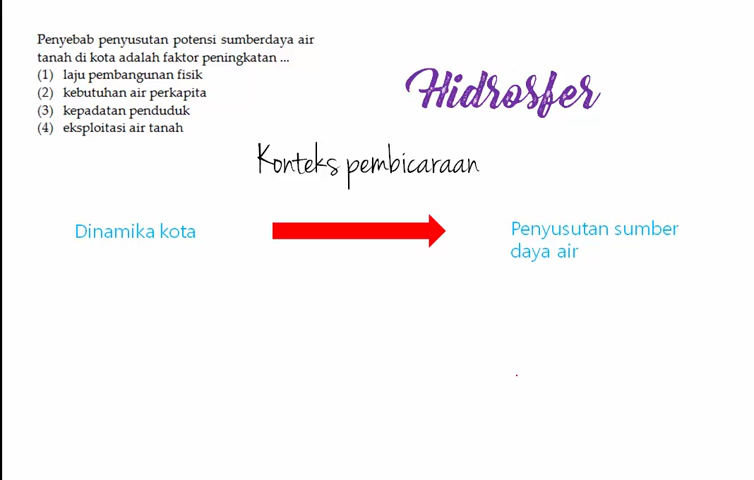 Penyebab penyusutan potensi sumberdaya air
tanah di kota adalah faktor peningkatan ...
(1) laju pembangunan fisik
(2) kebutuhan air perkapita
(3) kepadatan penduduk
(4) eksploitasi air tanah
Hidrosfer
Konteks pembicaraan
Dinamika kota
Penyusutan sumber
daya air